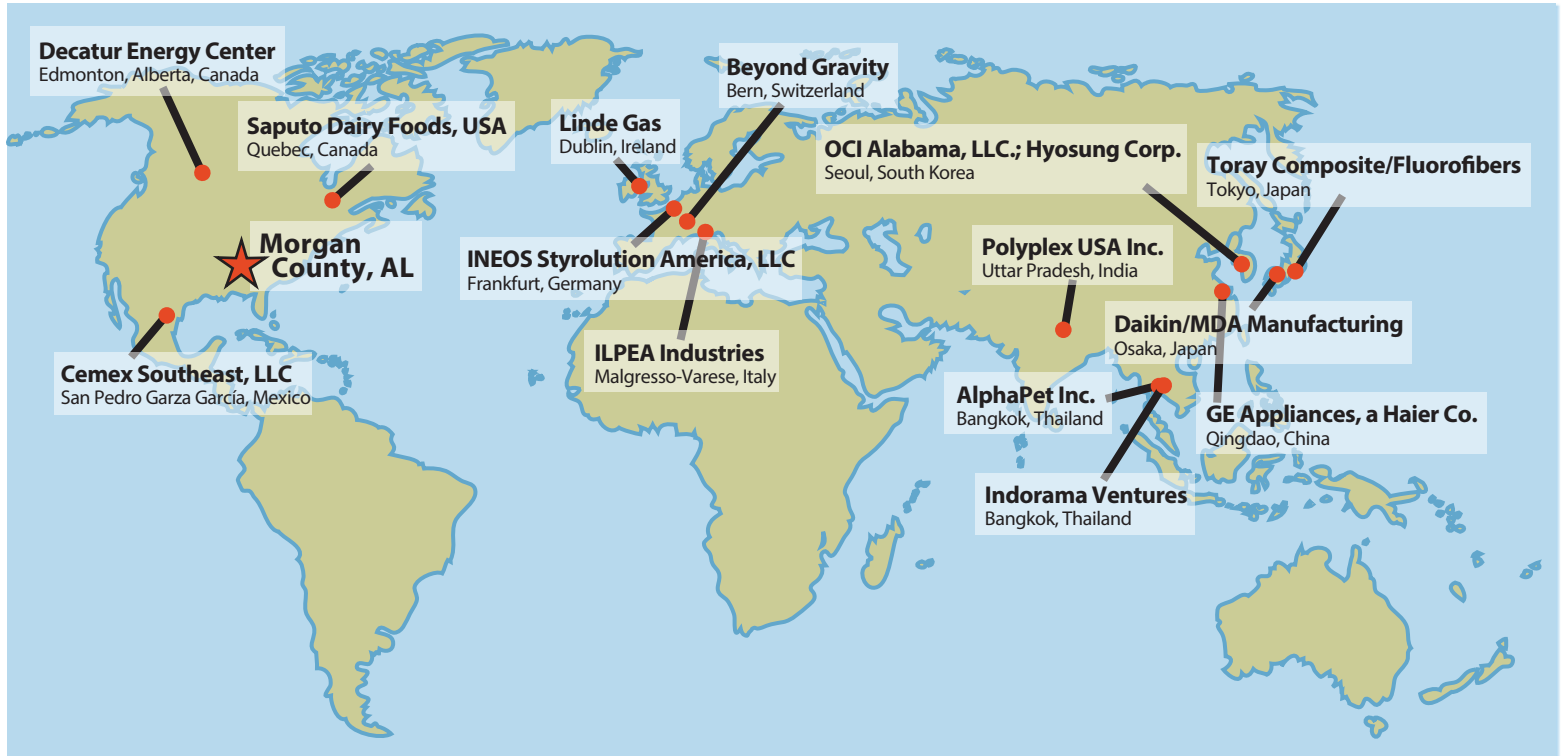 Decatur Energy Center
Edmonton, Alberta, Canada
Saputo Dairy Foods, USA
Quebec, Canada
Morgan
County, AL
Cemex Southeast, LLC
San Pedro Garza García, Mexico
Linde Gas
Dublin, Ireland
Beyond Gravity
Bern, Switzerland
INEOS Styrolution America, LLC
Frankfurt, Germany
ILPEA Industries
Malgresso-Varese, Italy
OCI Alabama, LLC.; Hyosung Corp.
Seoul, South Korea
Toray Composite/Fluorofibers
Tokyo, Japan
Polyplex USA Inc.
Uttar Pradesh, India
Daikin/MDA Manufacturing
Osaka, Japan
AlphaPet Inc.
Bangkok, Thailand
GE Appliances, a Haier Co.
Qingdao, China
Indorama Ventures
Bangkok, Thailand